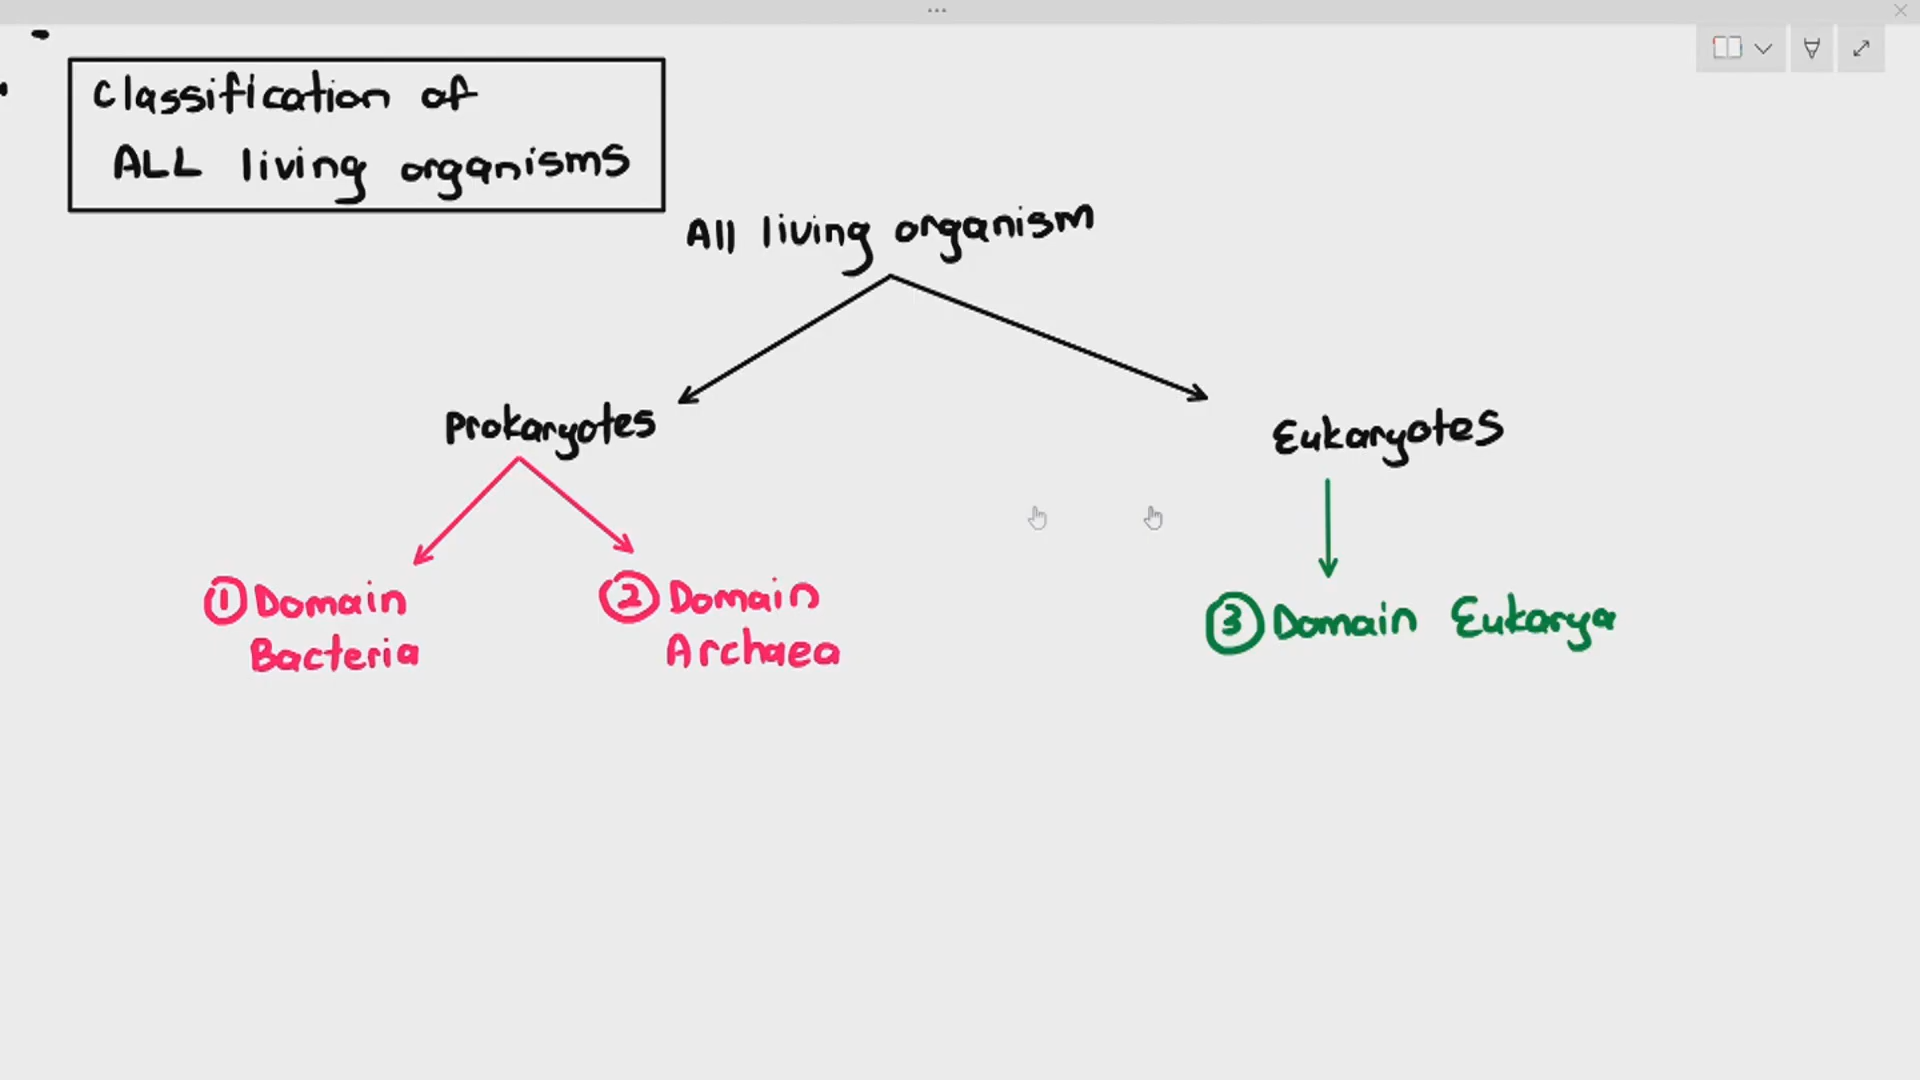 Classification of
ALL living organisms
All living organism
Prokaryotes
Eukaryotes
① Domain
Bacteria
② Domain
Archaea
③ Domain Eukarya